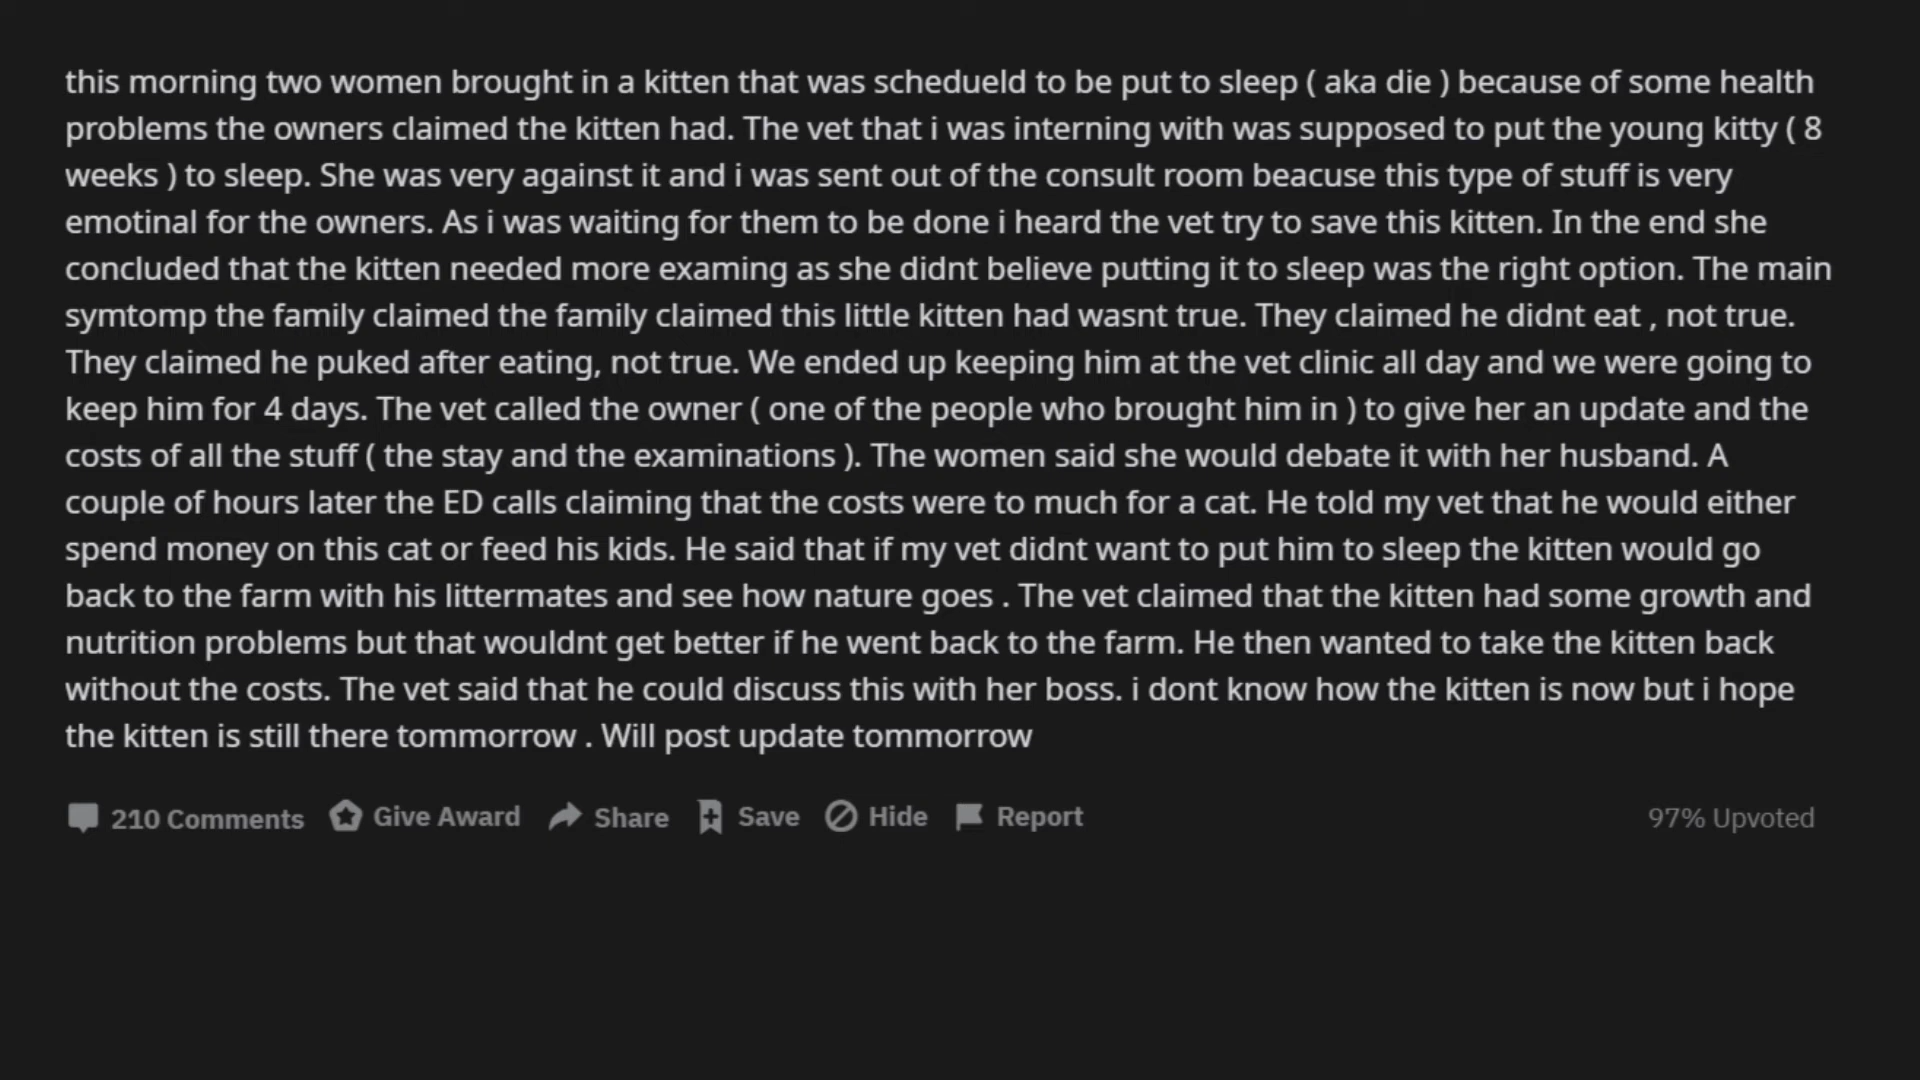 this morning two women brought in a kitten that was schedueld to be put to sleep ( aka die ) because of some health
problems the owners claimed the kitten had. The vet that i was interning with was supposed to put the young kitty ( 8
weeks ) to sleep. She was very against it and i was sent out of the consult room beacuse this type of stuff is very
emotinal for the owners. As i was waiting for them to be done i heard the vet try to save this kitten. In the end she
concluded that the kitten needed more examing as she didnt believe putting it to sleep was the right option. The main
symtomp the family claimed the family claimed this little kitten had wasnt true. They claimed he didnt eat , not true.
They claimed he puked after eating, not true. We ended up keeping him at the vet clinic all day and we were going to
keep him for 4 days. The vet called the owner ( one of the people who brought him in ) to give her an update and the
costs of all the stuff ( the stay and the examinations ). The women said she would debate it with her husband. A
couple of hours later the ED calls claiming that the costs were to much for a cat. He told my vet that he would either
spend money on this cat or feed his kids. He said that if my vet didnt want to put him to sleep the kitten would go
back to the farm with his littermates and see how nature goes . The vet claimed that the kitten had some growth and
nutrition problems but that wouldnt get better if he went back to the farm. He then wanted to take the kitten back
without the costs. The vet said that he could discuss this with her boss. i dont know how the kitten is now but i hope
the kitten is still there tommorrow . Will post update tommorrow
210 Comments Give Award Share Save Hide Report 97% Upvoted